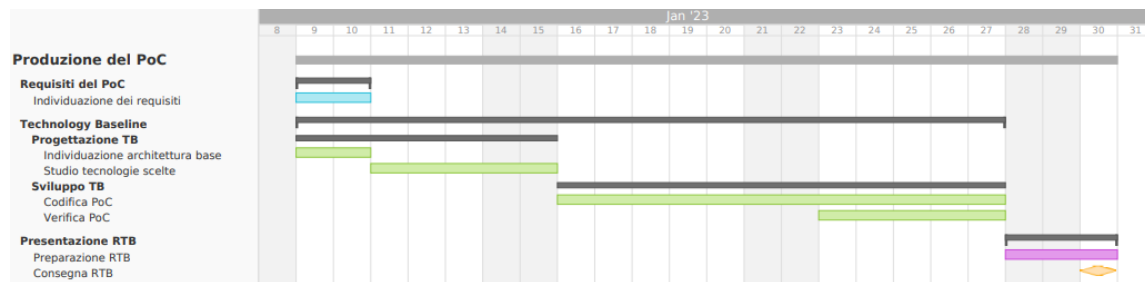 Jan '23
8 9 10 11 12 13 14 15 16 17 18 19 20 21 22 23 24 25 26 27 28 29 30 31
Produzione del PoC
Requisiti del PoC
Individuazione dei requisiti
Technology Baseline
Progettazione TB
Individuazione architettura base
Studio tecnologie scelte
Sviluppo TB
Codifica PoC
Verifica PoC
Presentazione RTB
Preparazione RTB
Consegna RTB